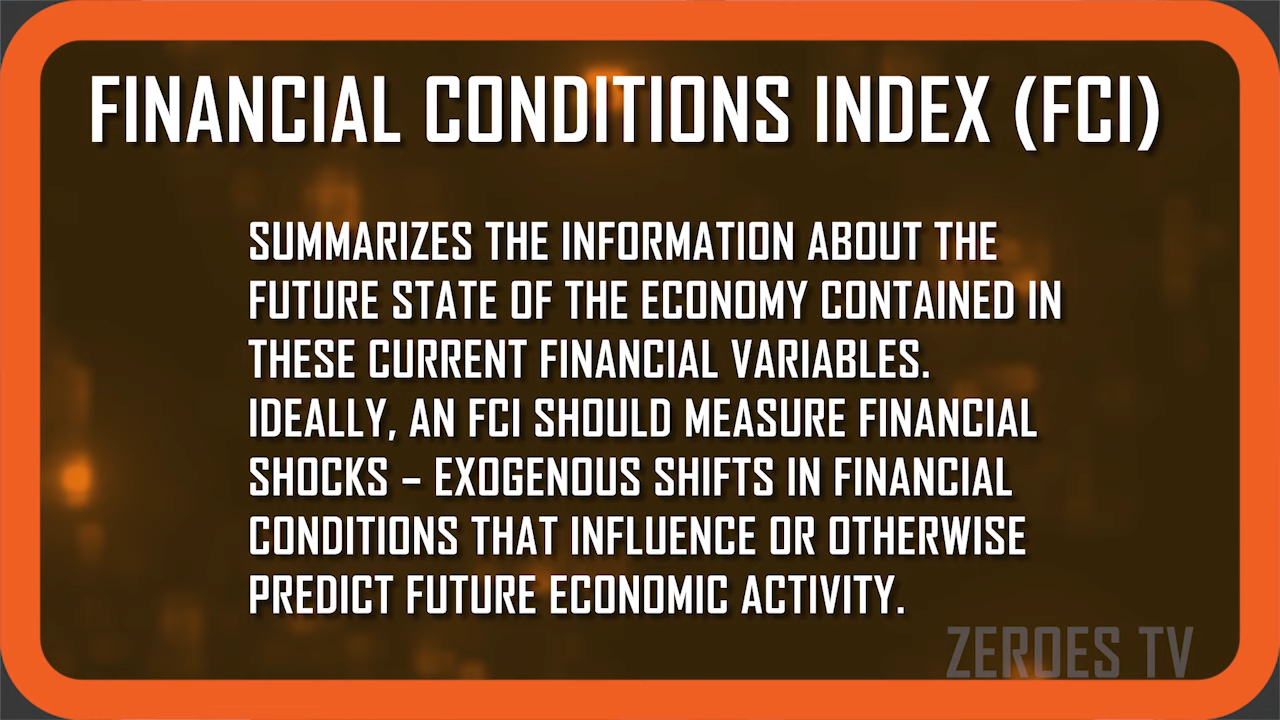 FINANCIAL CONDITIONS INDEX (FCI)
SUMMARIZES THE INFORMATION ABOUT THE
FUTURE STATE OF THE ECONOMY CONTAINED IN
THESE CURRENT FINANCIAL VARIABLES.
IDEALLY, AN FCI SHOULD MEASURE FINANCIAL
SHOCKS – EXOGENOUS SHIFTS IN FINANCIAL
CONDITIONS THAT INFLUENCE OR OTHERWISE
PREDICT FUTURE ECONOMIC ACTIVITY.
ZEROES TV